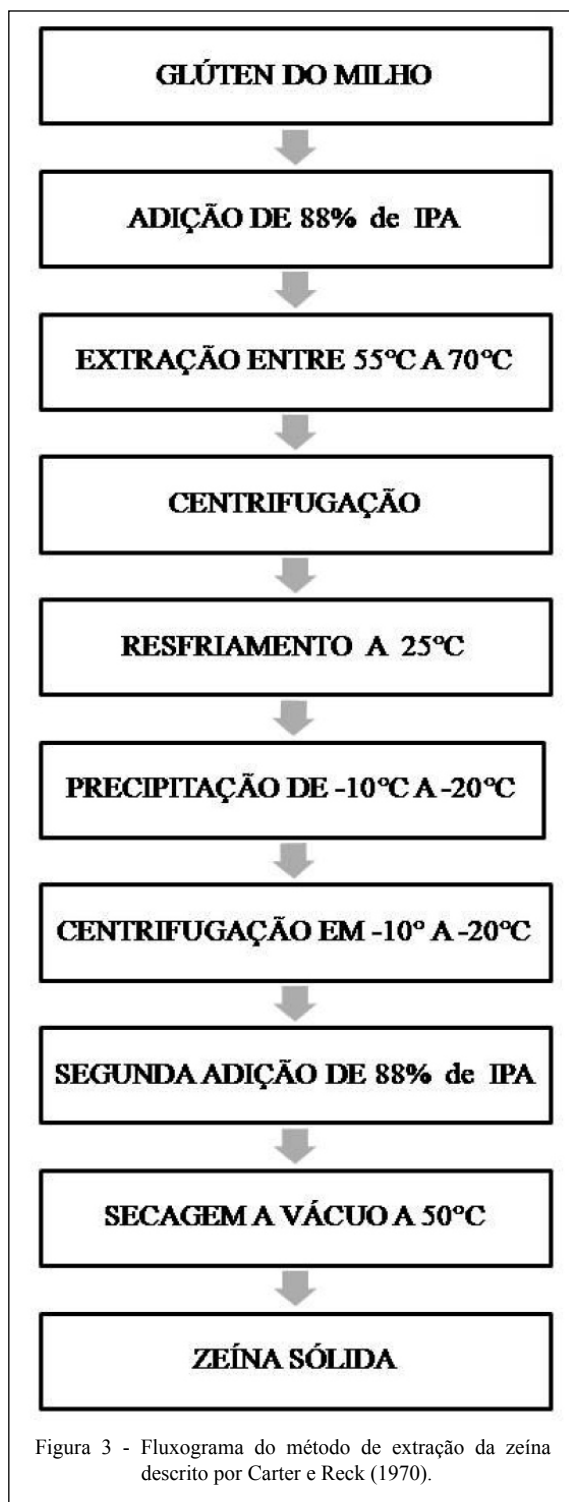 GLÚTEN DO MILHO
ADIÇÃO DE 88% de IPA
EXTRAÇÃO ENTRE 55°C A 70°C
CENTRIFUGAÇÃO
RESFRIAMENTO A 25°C
PRECIPITAÇÃO DE -10°C A -20°C
CENTRIFUGAÇÃO EM -10° A -20°C
SEGUNDA ADIÇÃO DE 88% de IPA
SECAGEM A VÁCUO A 50°C
ZEÍNA SÓLIDA
Figura 3 - Fluxograma do método de extração da zeína
descrito por Carter e Reck (1970).